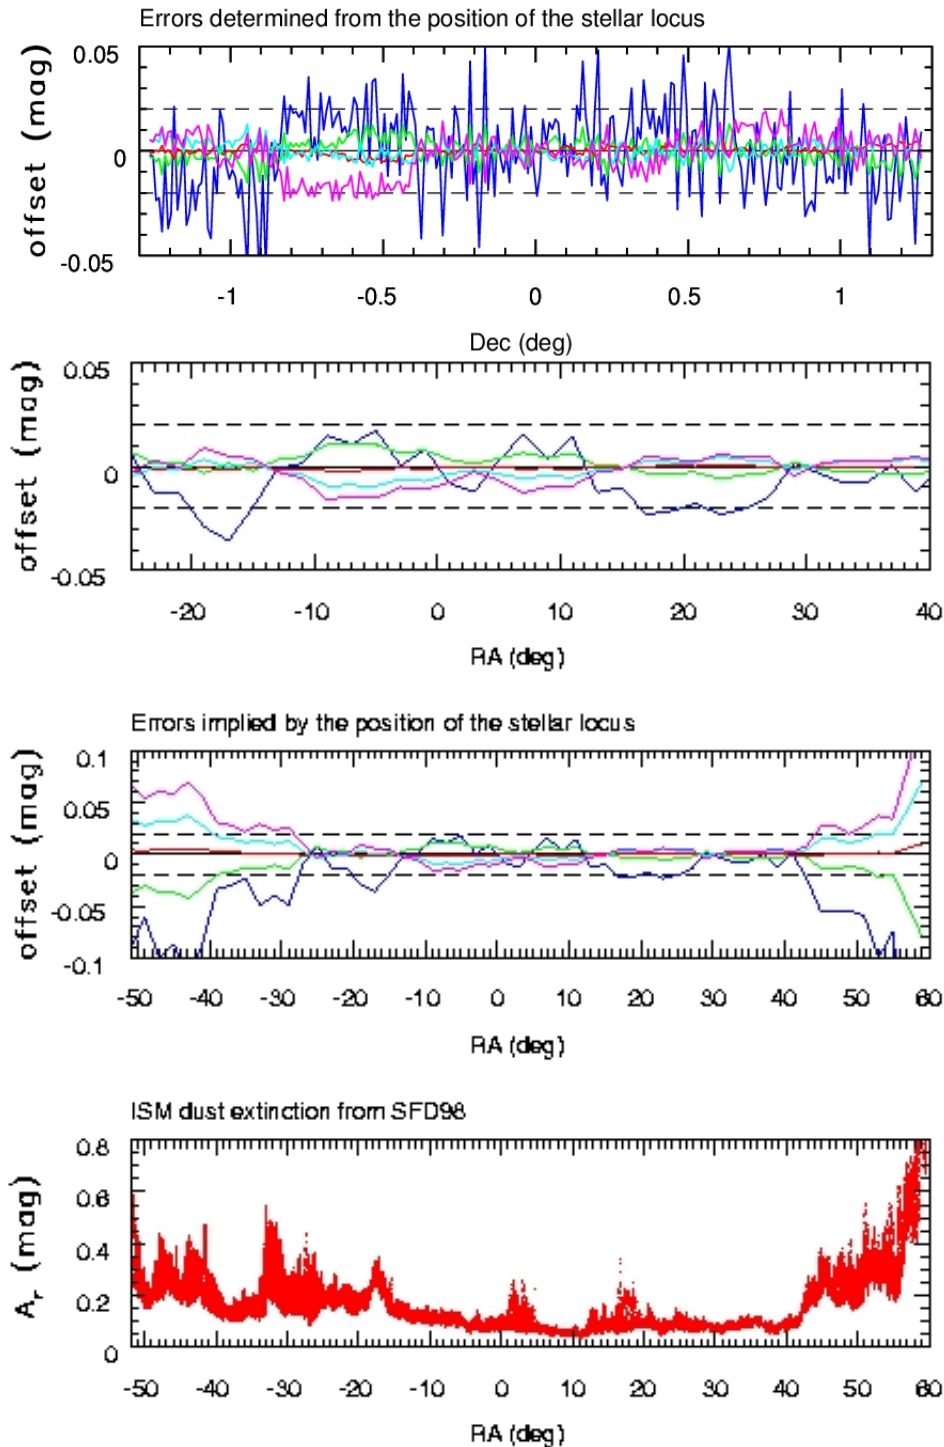 Errors determined from the position of the stellar locus
0.05
0
-0.05
offset (mag)
-1 -0.5 0 0.5 1
Dec (deg)
0.05
0
-0.05
offset (mag)
-20 -10 0 10 20 30 40
RA (deg)
Errors implied by the position of the stellar locus
0.1
0.05
0
-0.05
-0.1
offset (mag)
-50 -40 -30 -20 -10 0 10 20 30 40 50 60
RA (deg)
ISM dust extinction from SFD98
0.8
0.6
0.4
0.2
0
Ar (mag)
-50 -40 -30 -20 -10 0 10 20 30 40 50 60
RA (deg)